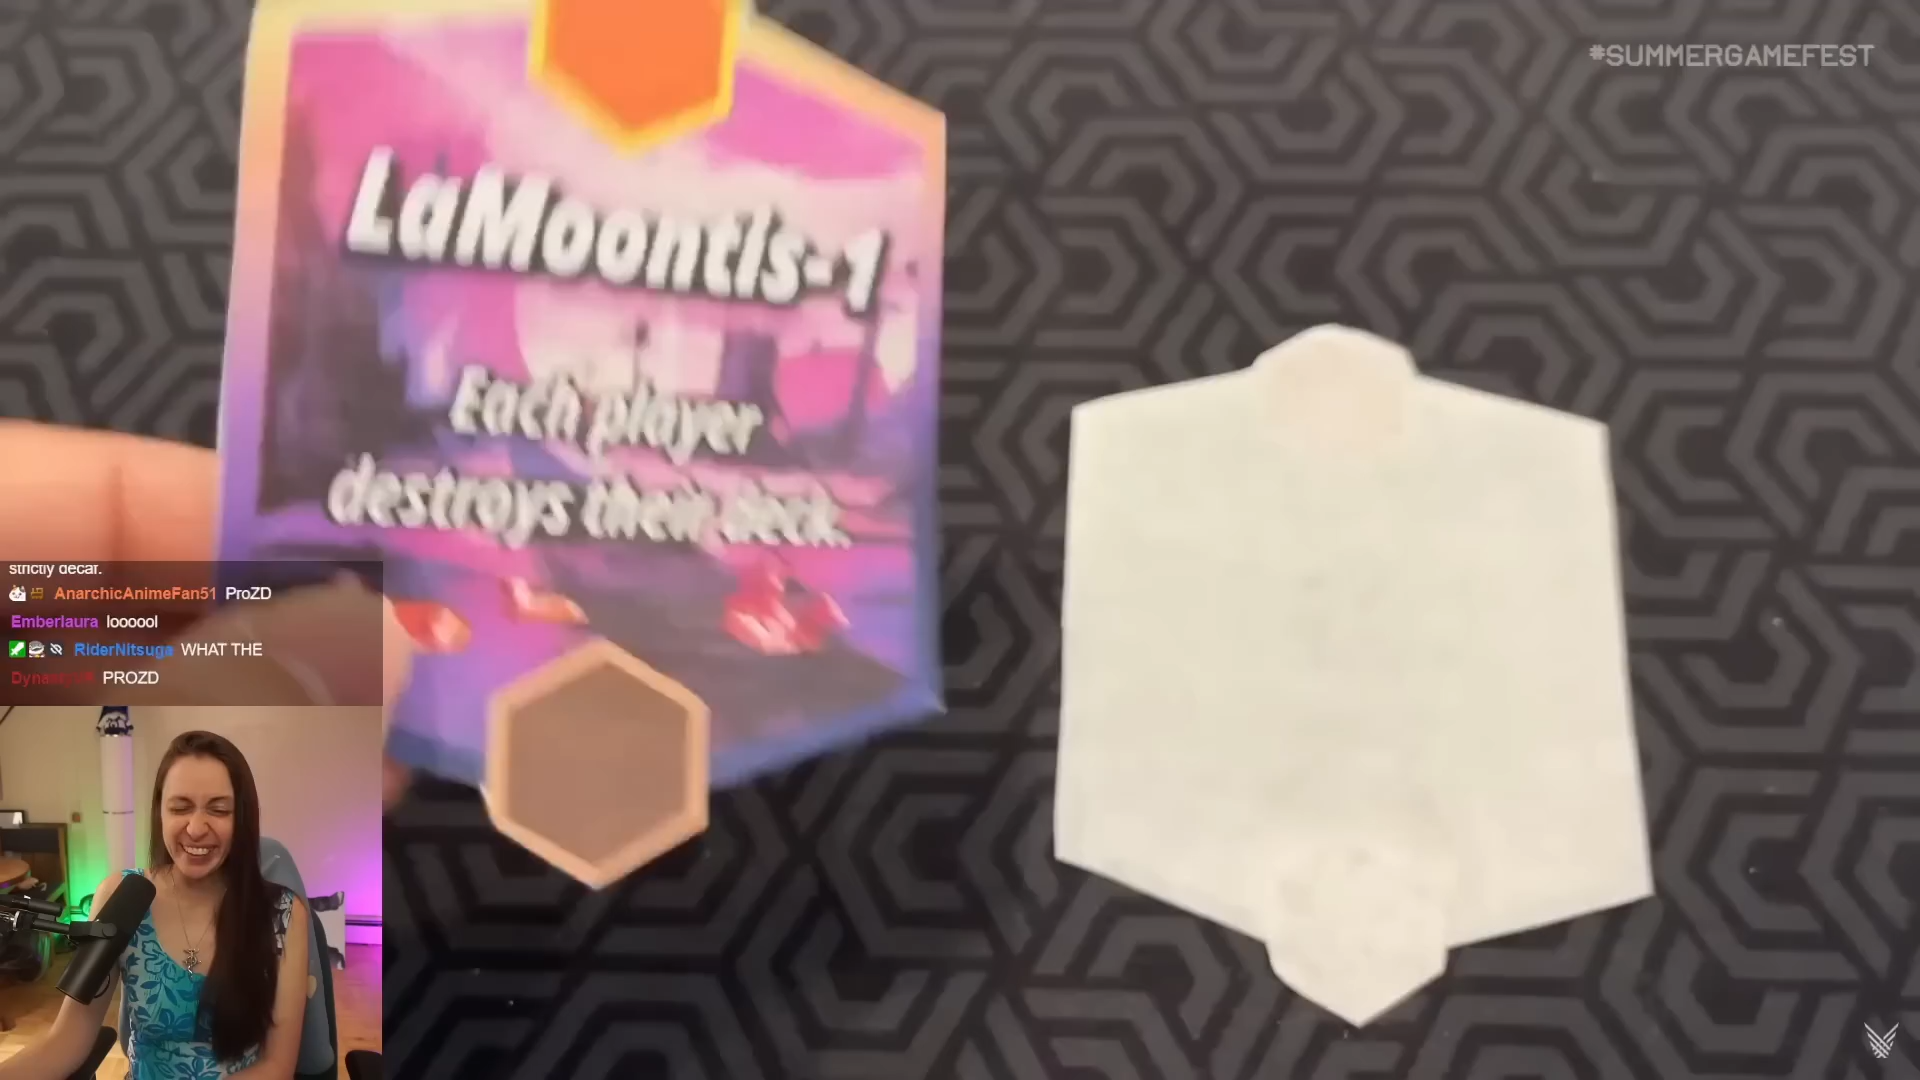 #SUMMERGAMEFEST
LaMoontis-1
Each player
destroys their deck.
strictly decaf.
AnarchicAnimeFan51 ProZD
Emberlaura loooool
RiderNitsuga WHAT THE
PROZD